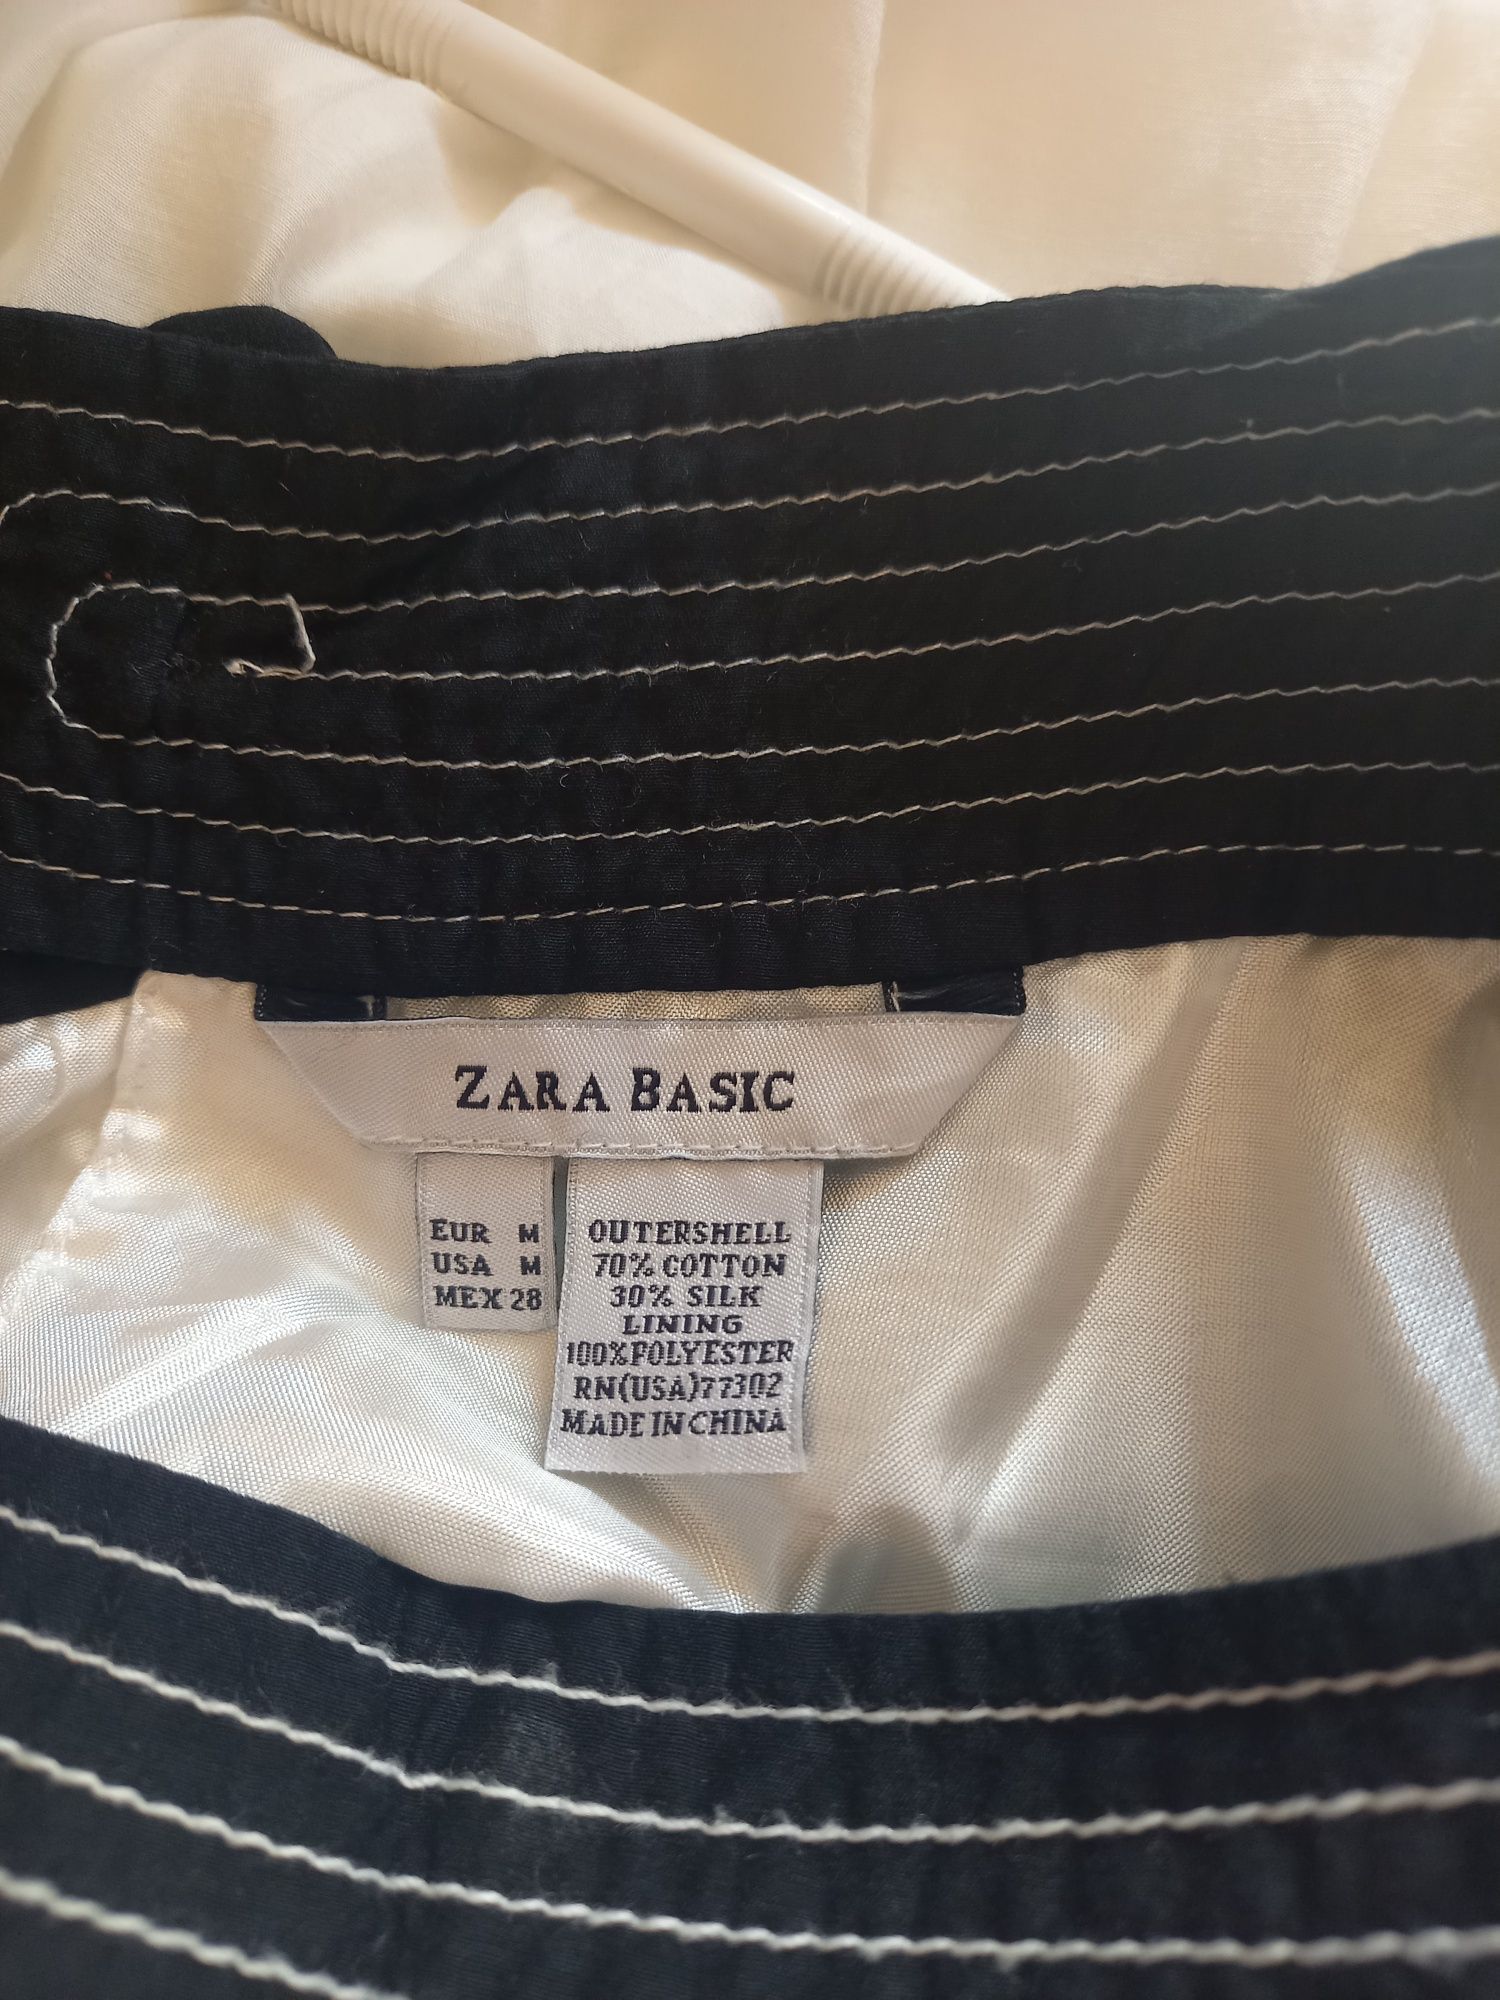 ZARA BASIC
EUR M
USA M
MEX 28
OUTERSHELL
70% COTTON
30% SILK
LINING
100%POLYESTER
RN(USA)77302
MADE IN CHINA